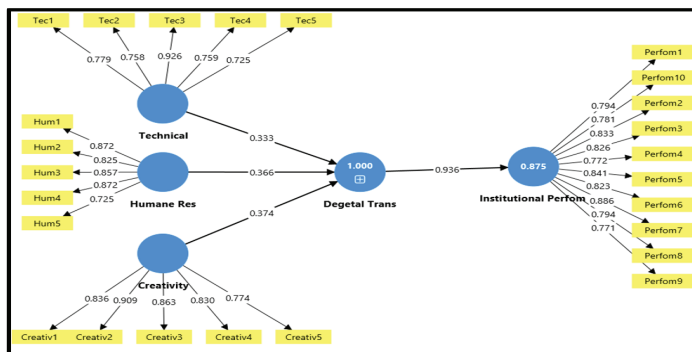 Tec1 Tec2 Tec3 Tec4 Tec5
0.779 0.758 0.926 0.759 0.725
Technical
Hum1
Hum2
Hum3
Hum4
Hum5
0.872
0.825
0.857
0.872
0.725
Humane Res
Creativity
0.836 0.909 0.863 0.830 0.774
Creativ1 Creativ2 Creativ3 Creativ4 Creativ5
0.333
0.366
0.374
1.000
Degetal Trans
0.936
0.875
Institutional Perfom
0.794
0.781
0.833
0.826
0.772
0.841
0.823
0.886
0.794
0.771
Perfom1
Perfom10
Perfom2
Perfom3
Perfom4
Perfom5
Perfom6
Perfom7
Perfom8
Perfom9